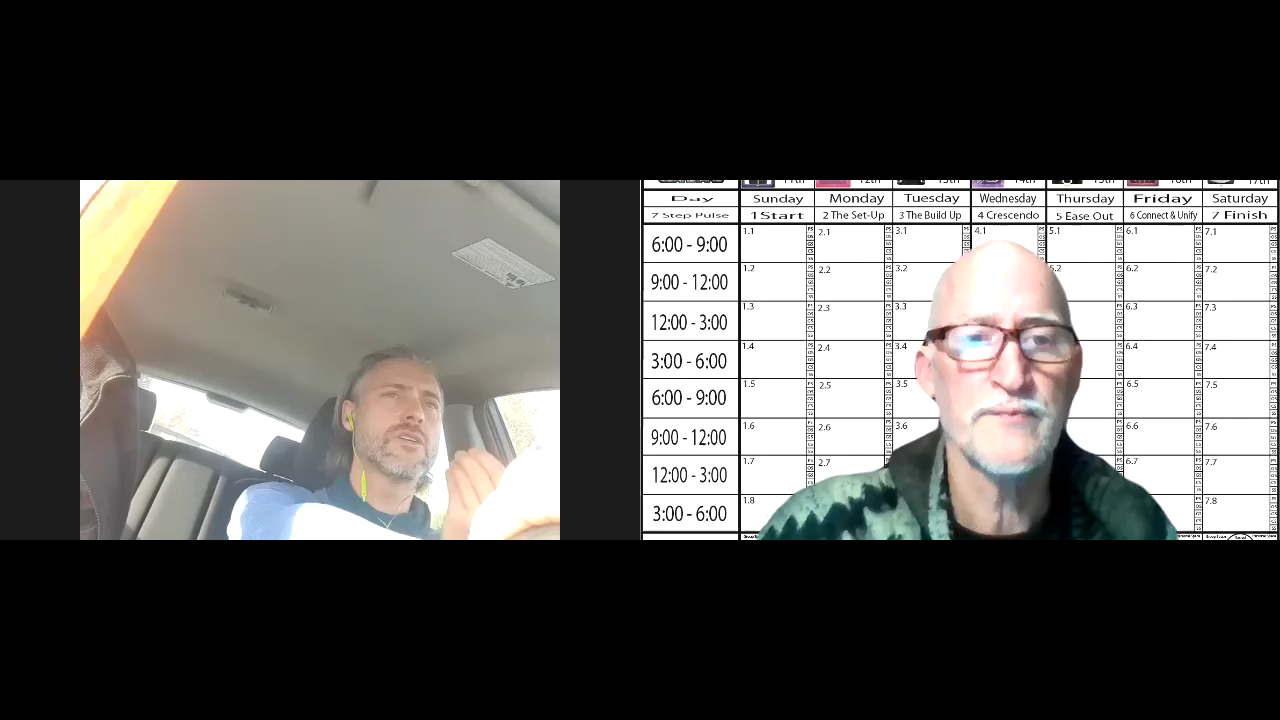 11th 12th 13th 14th 15th 16th 17th
Day Sunday Monday Tuesday Wednesday Thursday Friday Saturday
7 Step Pulse 1 Start 2 The Set-Up 3 The Build Up 4 Crescendo 5 Ease Out 6 Connect & Unify 7 Finish
6:00 - 9:00 1.1 2.1 3.1 4.1 5.1 6.1 7.1
9:00 - 12:00 1.2 2.2 3.2 5.2 6.2 7.2
12:00 - 3:00 1.3 2.3 3.3 6.3 7.3
3:00 - 6:00 1.4 2.4 3.4 6.4 7.4
6:00 - 9:00 1.5 2.5 3.5 6.5 7.5
9:00 - 12:00 1.6 2.6 3.6 6.6 7.6
12:00 - 3:00 1.7 2.7 6.7 7.7
3:00 - 6:00 1.8 7.8